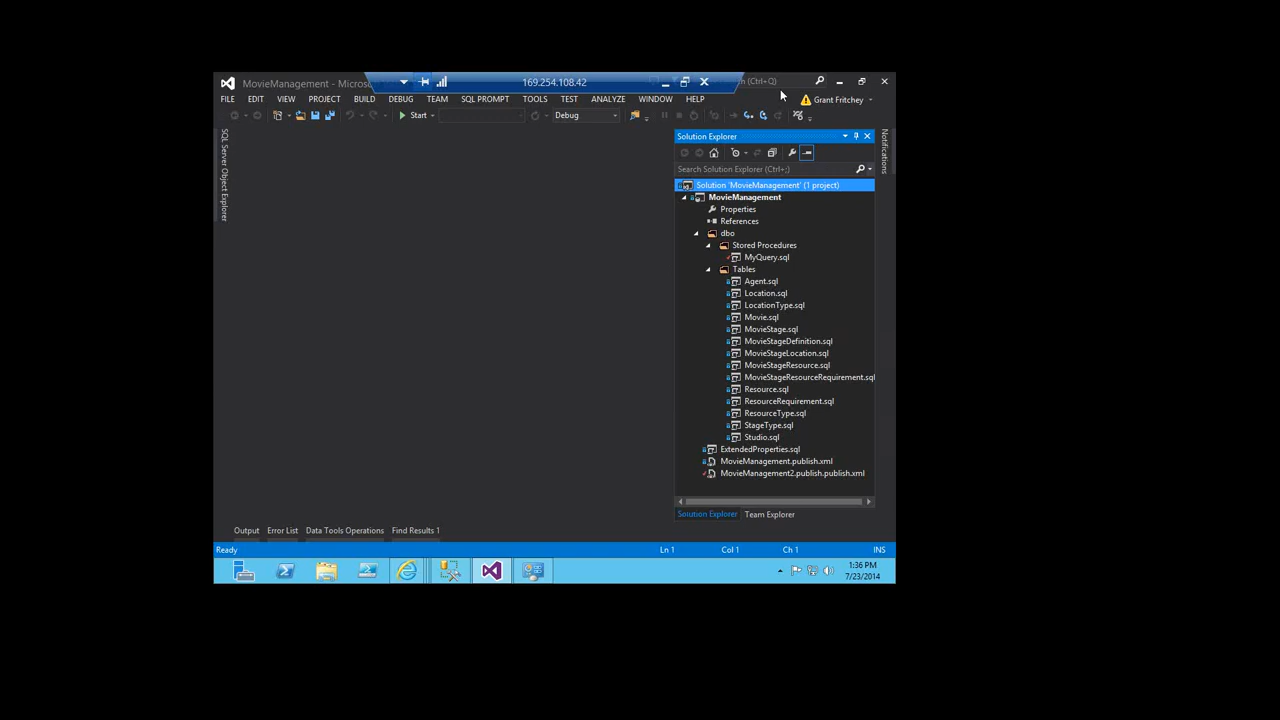 MovieManagement - Micros
169.254.108.42
(Ctrl+Q)
FILE EDIT VIEW PROJECT BUILD DEBUG TEAM SQL PROMPT TOOLS TEST ANALYZE WINDOW HELP
Grant Fritchey
Start
Debug
SQL Server Object Explorer
Notifications
Solution Explorer
Search Solution Explorer (Ctrl+;)
Solution 'MovieManagement' (1 project)
MovieManagement
Properties
References
dbo
Stored Procedures
MyQuery.sql
Tables
Agent.sql
Location.sql
LocationType.sql
Movie.sql
MovieStage.sql
MovieStageDefinition.sql
MovieStageLocation.sql
MovieStageResource.sql
MovieStageResourceRequirement.sql
Resource.sql
ResourceRequirement.sql
ResourceType.sql
StageType.sql
Studio.sql
ExtendedProperties.sql
MovieManagement.publish.xml
MovieManagement2.publish.publish.xml
Solution Explorer Team Explorer
Output Error List Data Tools Operations Find Results 1
Ready Ln 1 Col 1 Ch 1 INS
1:36 PM
7/23/2014